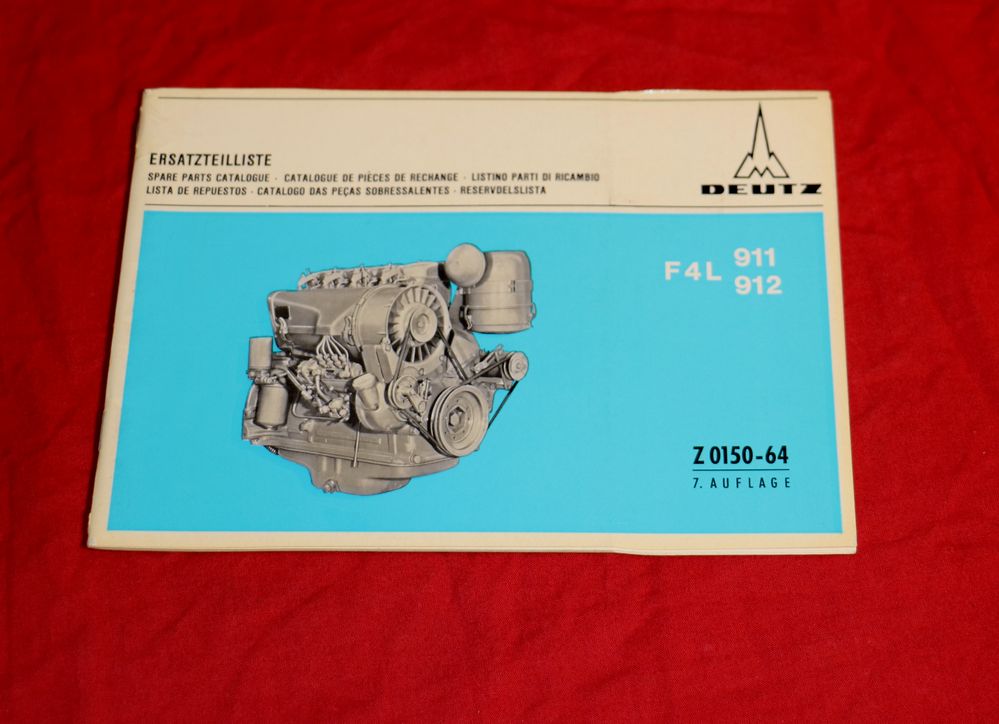 ERSATZTEILLISTE
SPARE PARTS CATALOGUE · CATALOGUE DE PIÈCES DE RECHANGE · LISTINO PARTI DI RICAMBIO
LISTA DE REPUESTOS · CATALOGO DAS PEÇAS SOBRESSALENTES · RESERVDELSLISTA
DEUTZ
F4L 911
912
Z 0150-64
7. AUFLAGE